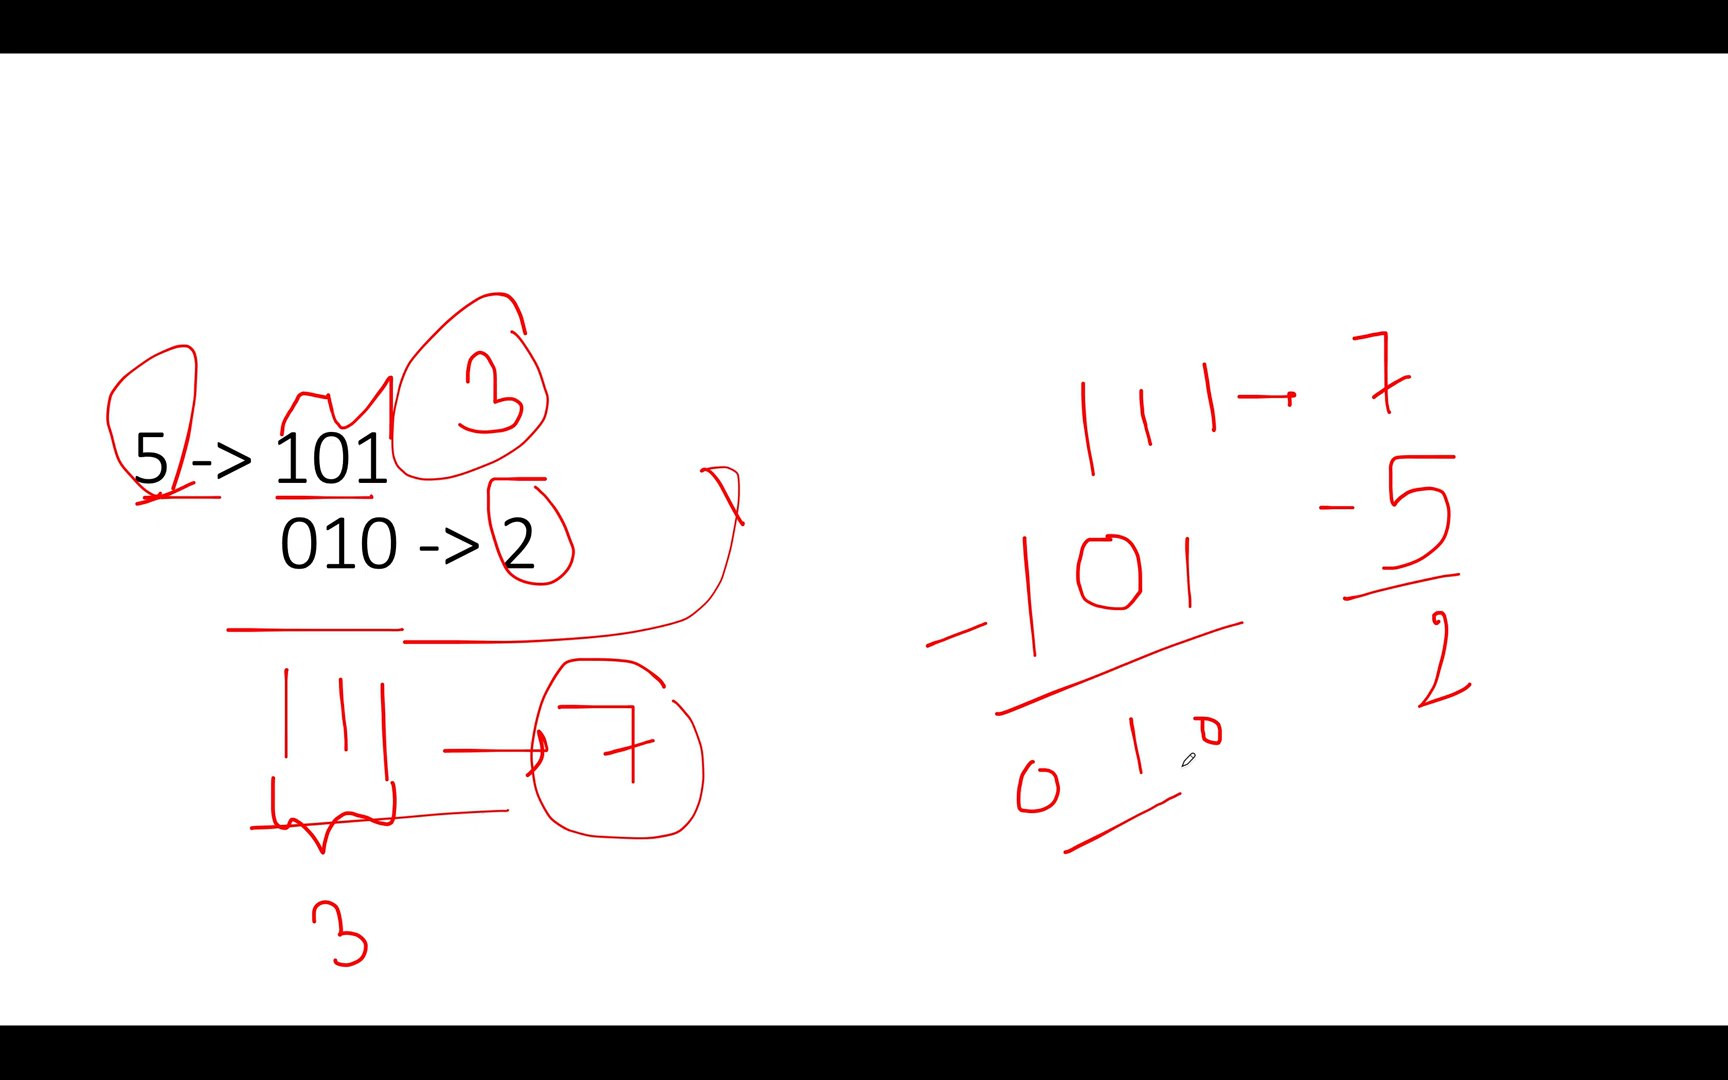 3
5 -> 101
010 -> 2
111 → 7
3
111 → 7
- 5
- 101
2
010